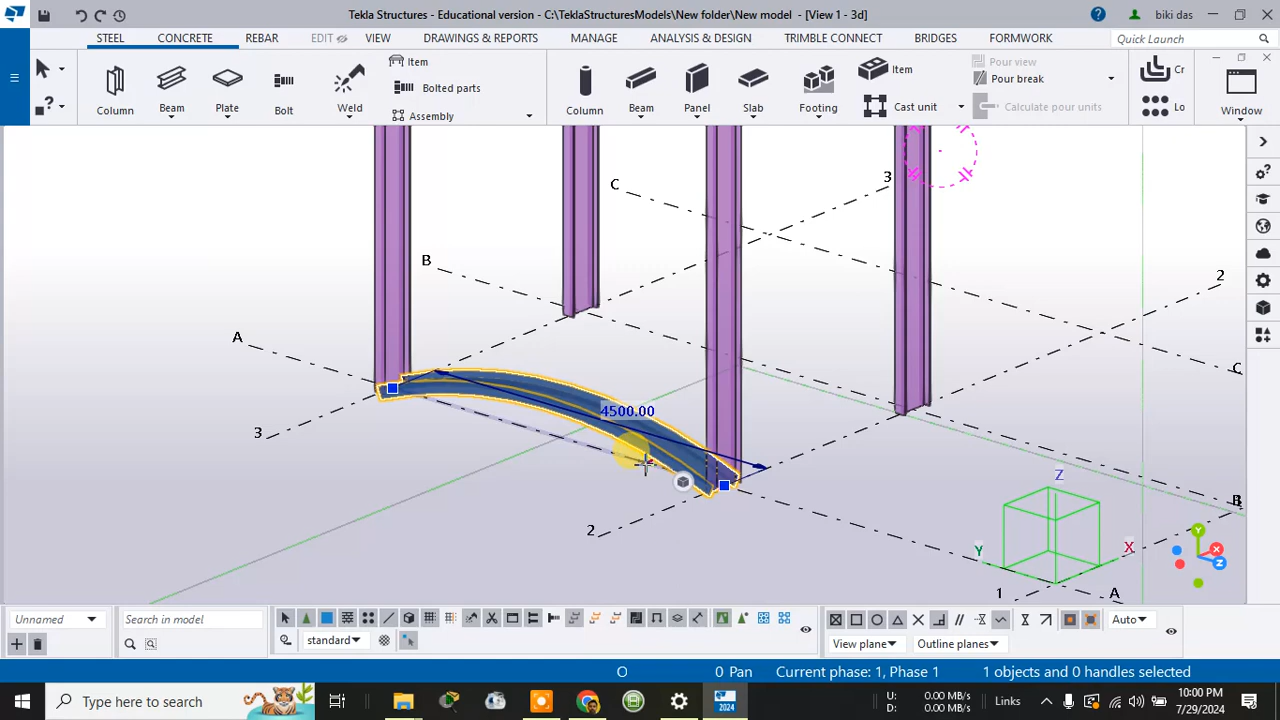 Tekla Structures - Educational version - C:\TeklaStructuresModels\New folder\New model - [View 1 - 3d]
biki das
STEEL CONCRETE REBAR EDIT VIEW DRAWINGS & REPORTS MANAGE ANALYSIS & DESIGN TRIMBLE CONNECT BRIDGES FORMWORK Quick Launch
Item
Bolted parts
Assembly
Column Beam Plate Bolt Weld
Column Beam Panel Slab Footing
Item
Cast unit
Pour view
Pour break
Calculate pour units
Cr
Lo
Window
C
3
B
2
A
C
4500.00
3
2
B
Z
Y
X
1
A
Y
X
Z
Unnamed
Search in model
standard
Auto
View plane
Outline planes
O 0 Pan Current phase: 1, Phase 1 1 objects and 0 handles selected
Type here to search
2024
U: 0.00 MB/s
D: 0.00 MB/s
Links
10:00 PM
7/29/2024